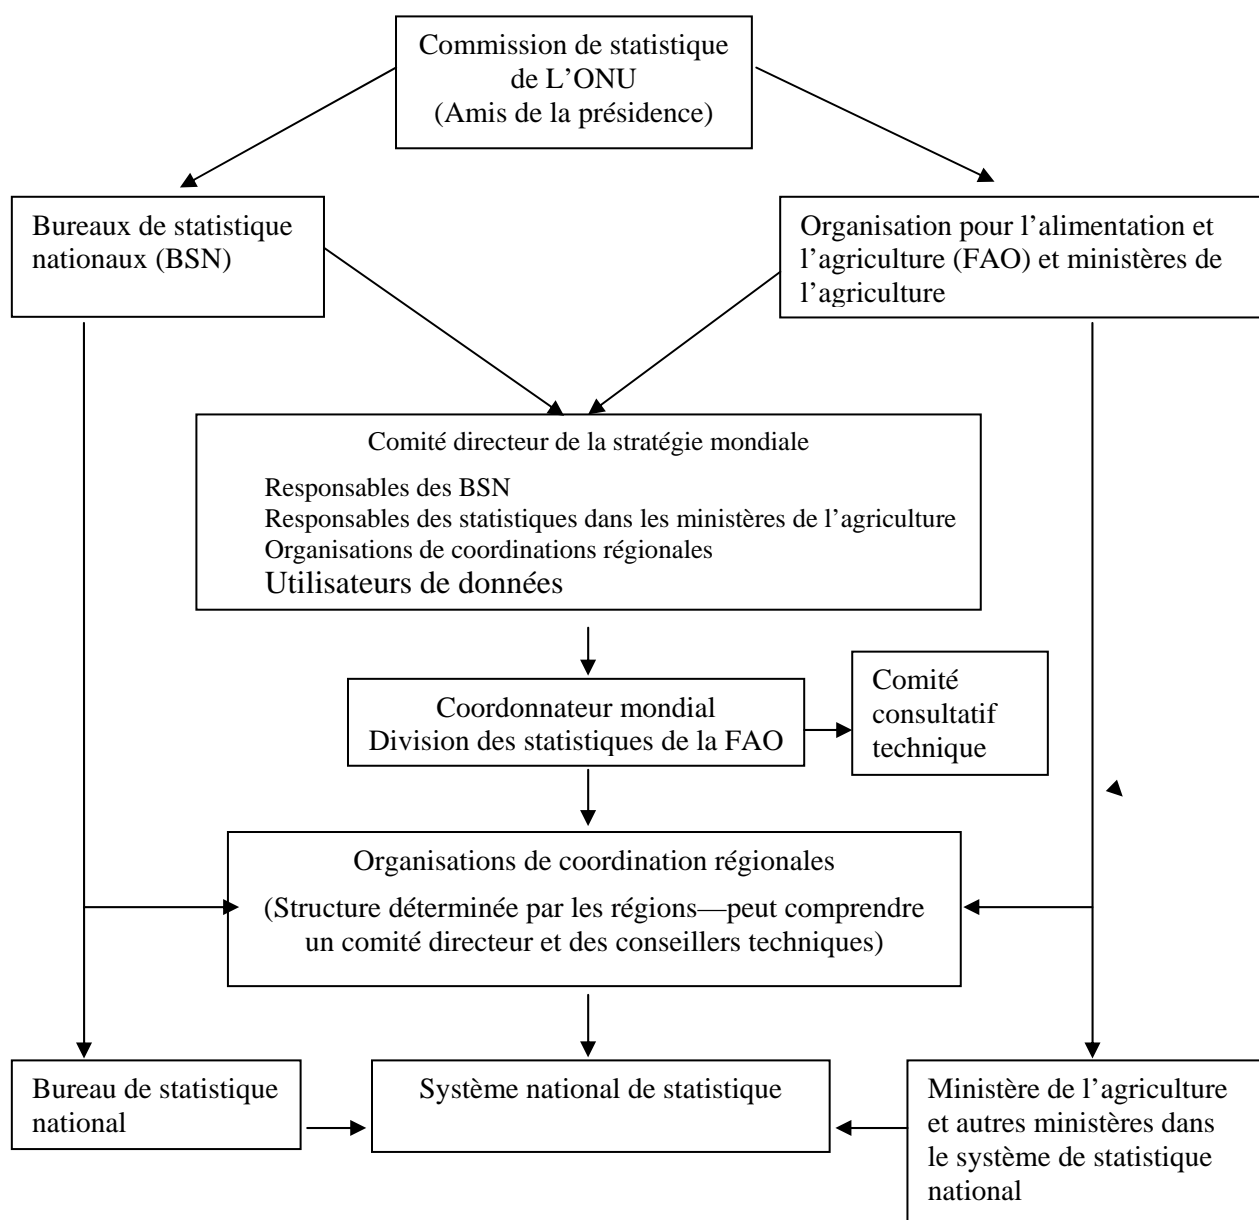 Commission de statistique
de L’ONU
(Amis de la présidence)
Bureaux de statistique
nationaux (BSN)
Organisation pour l’alimentation et
l’agriculture (FAO) et ministères de
l’agriculture
Comité directeur de la stratégie mondiale
Responsables des BSN
Responsables des statistiques dans les ministères de l’agriculture
Organisations de coordinations régionales
Utilisateurs de données
Coordonnateur mondial
Division des statistiques de la FAO
Comité
consultatif
technique
Organisations de coordination régionales
(Structure déterminée par les régions—peut comprendre
un comité directeur et des conseillers techniques)
Bureau de statistique
national
Système national de statistique
Ministère de l’agriculture
et autres ministères dans
le système de statistique
national